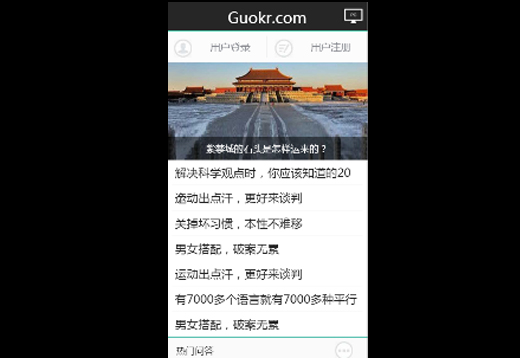 Guokr.com
用户登录
用户注册
紫禁城的石头是怎样运来的？
解决科学观点时，你应该知道的20
运动出点汗，更好来谈判
关掉坏习惯，本性不难移
男女搭配，破案无累
运动出点汗，更好来谈判
有7000多个语言就有7000多种平行
男女搭配，破案无累
热门问答